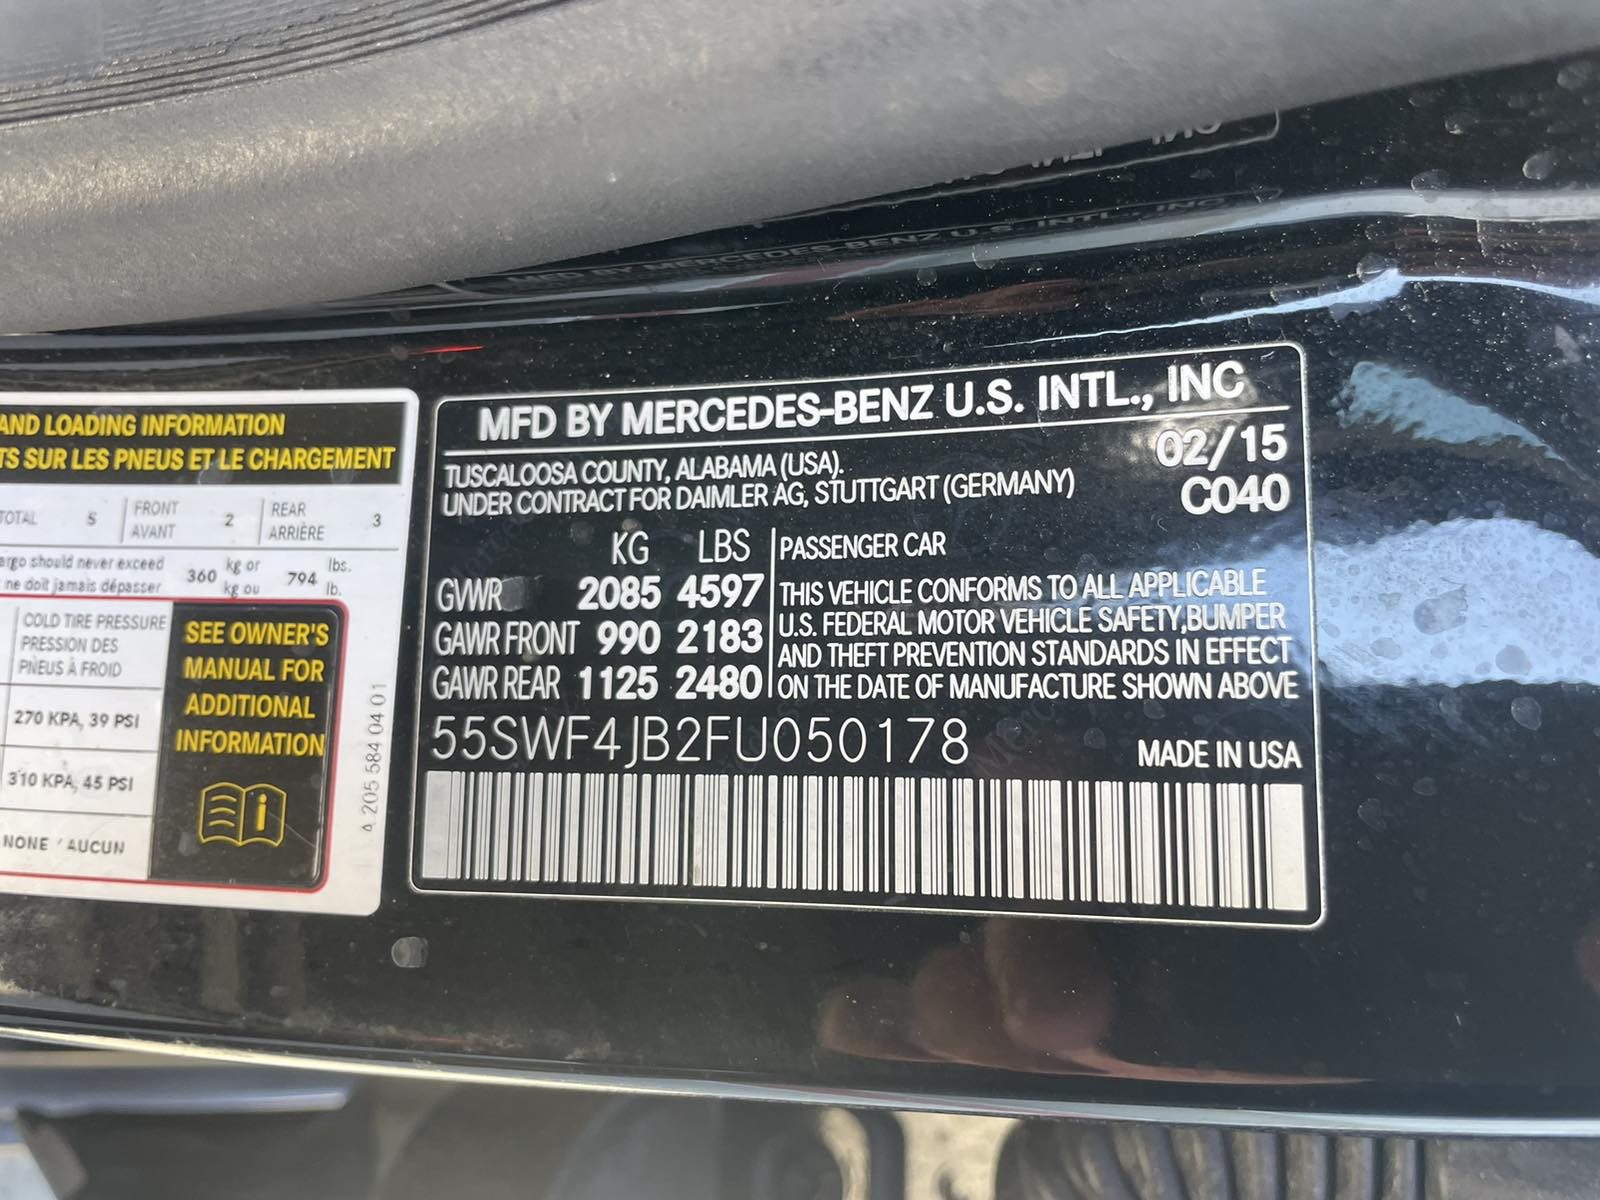 AND LOADING INFORMATION
TS SUR LES PNEUS ET LE CHARGEMENT
TOTAL 5 FRONT AVANT 2 REAR ARRIÈRE 3
argo should never exceed 360 kg or 794 lbs.
ne doit jamais dépasser kg ou lb.
COLD TIRE PRESSURE
PRESSION DES
PNEUS À FROID
270 KPA, 39 PSI
310 KPA, 45 PSI
NONE / AUCUN
SEE OWNER'S
MANUAL FOR
ADDITIONAL
INFORMATION
A 205 584 04 01
MFD BY MERCEDES-BENZ U.S. INTL., INC
TUSCALOOSA COUNTY, ALABAMA (USA). 02/15
UNDER CONTRACT FOR DAIMLER AG, STUTTGART (GERMANY) C040
KG LBS
GVWR 2085 4597
GAWR FRONT 990 2183
GAWR REAR 1125 2480
PASSENGER CAR
THIS VEHICLE CONFORMS TO ALL APPLICABLE
U.S. FEDERAL MOTOR VEHICLE SAFETY,BUMPER
AND THEFT PREVENTION STANDARDS IN EFFECT
ON THE DATE OF MANUFACTURE SHOWN ABOVE
55SWF4JB2FU050178
MADE IN USA